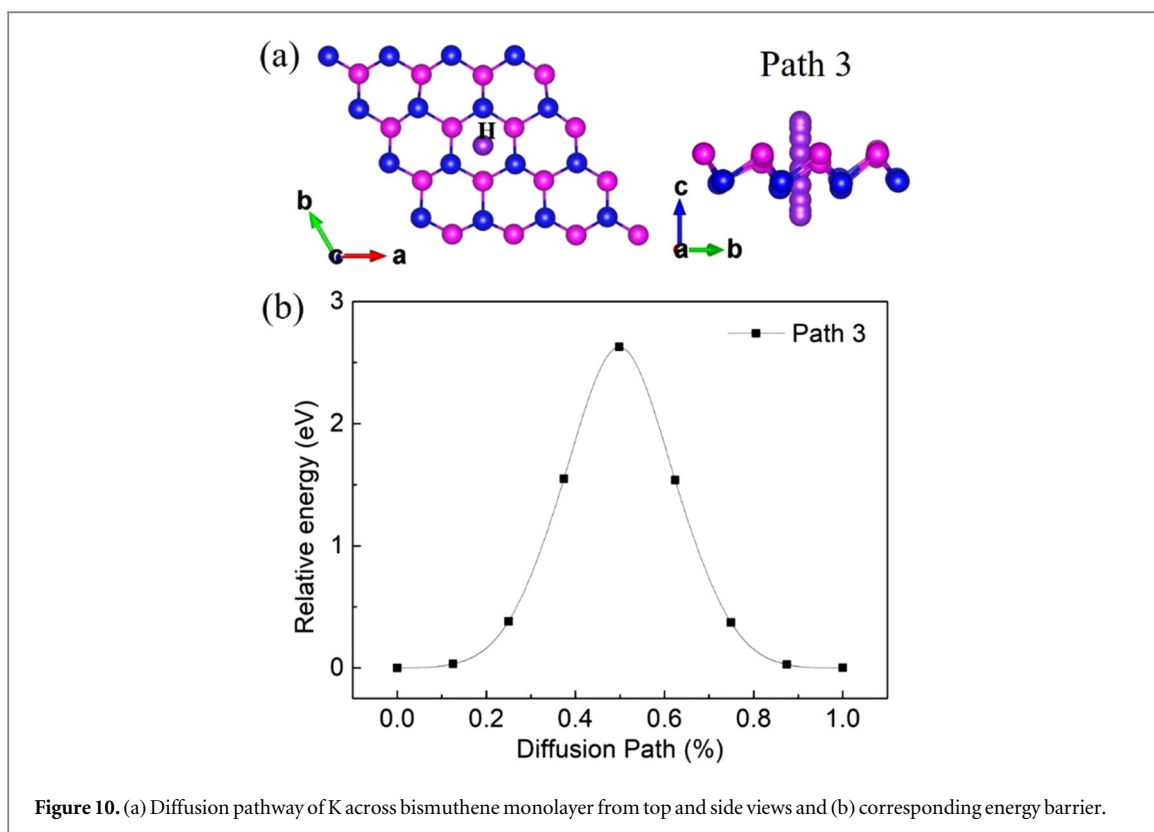 (a)
Path 3
H
b
c
a
c
a
b
(b)
3
2
1
0
Relative energy (eV)
Path 3
0.0 0.2 0.4 0.6 0.8 1.0
Diffusion Path (%)
Figure 10. (a) Diffusion pathway of K across bismuthene monolayer from top and side views and (b) corresponding energy barrier.